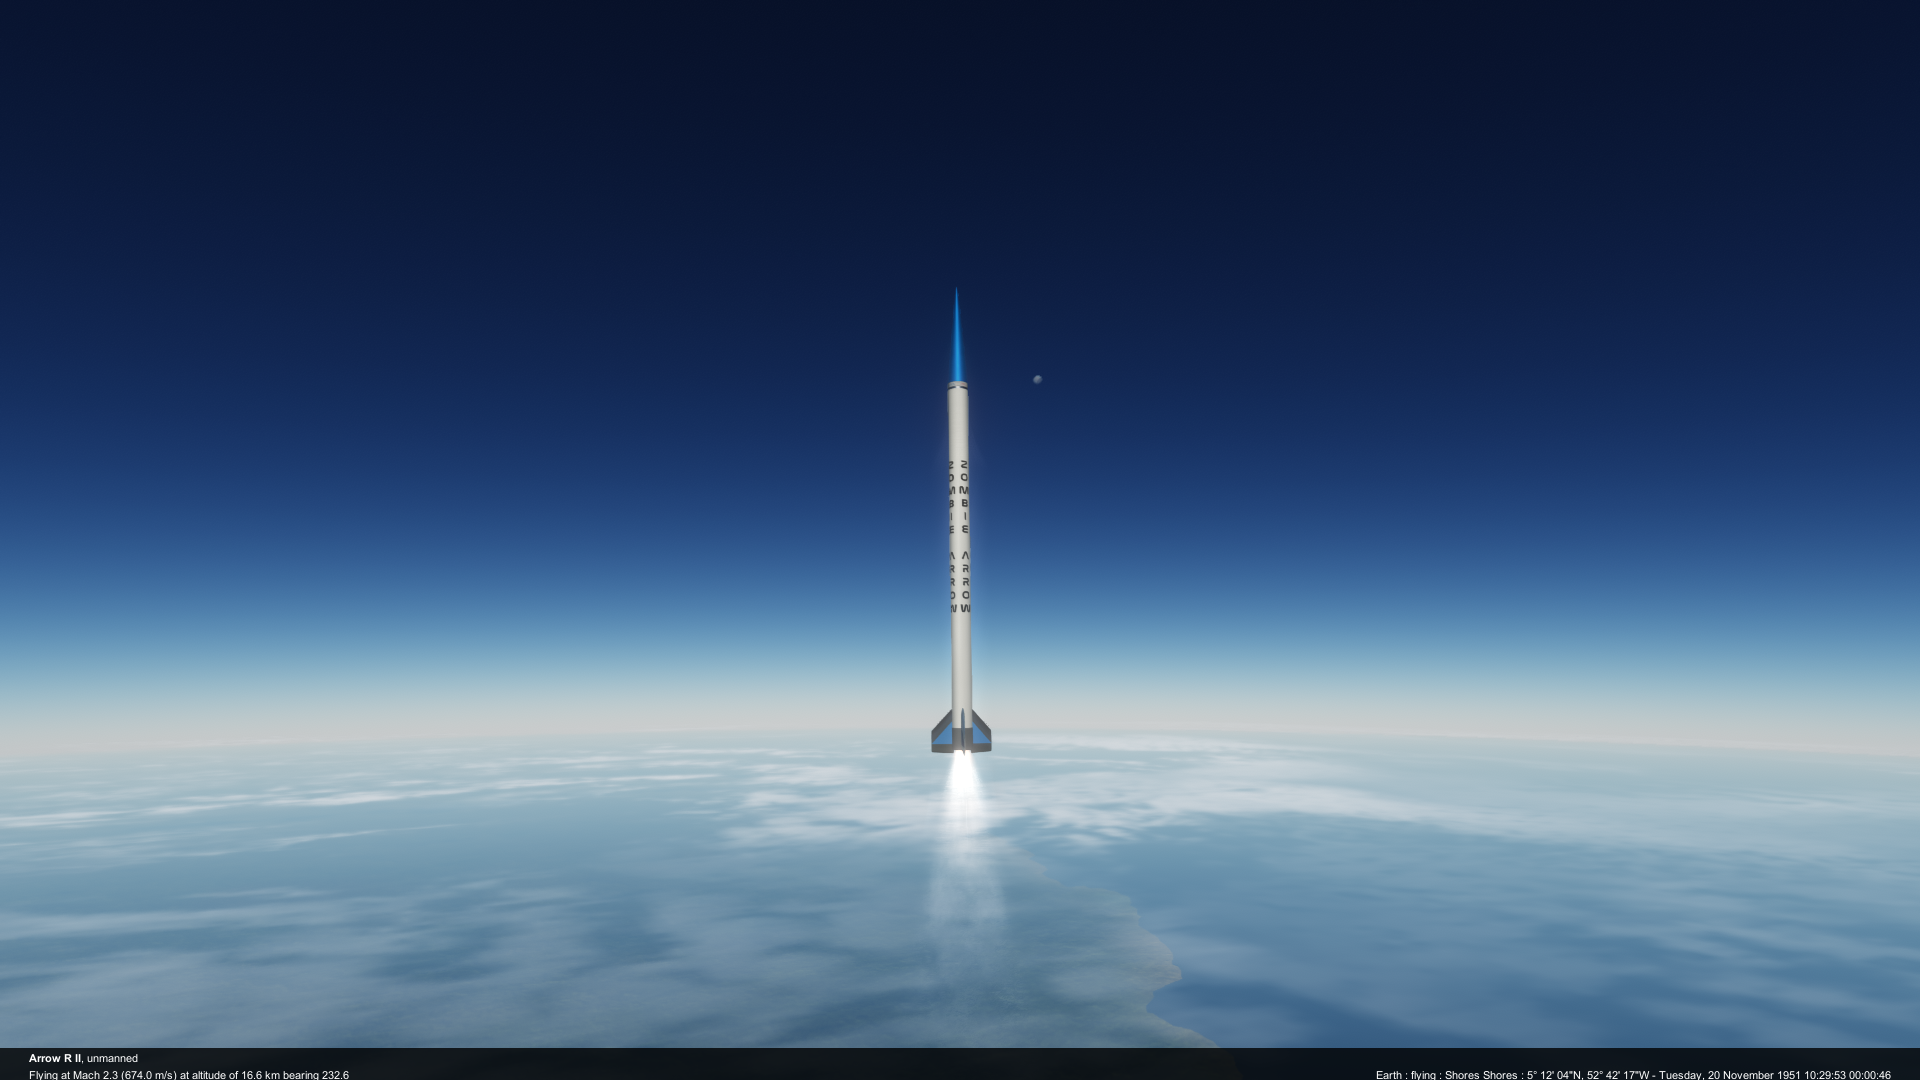 ZOMBIE ARROW
ZOMBIE ARROW
Arrow R II, unmanned
Flying at Mach 2.3 (674.0 m/s) at altitude of 16.6 km bearing 232.6
Earth : flying : Shores Shores : 5° 12' 04"N, 52° 42' 17"W - Tuesday, 20 November 1951 10:29:53 00:00:46